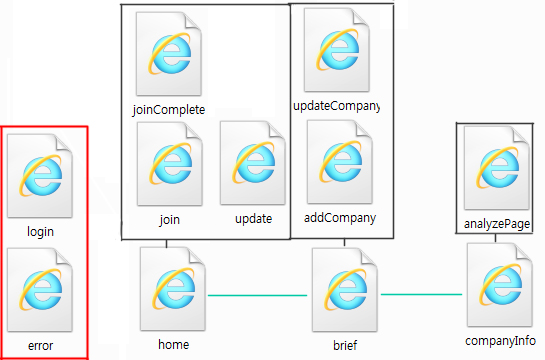 joinComplete
updateCompany
login
join
update
addCompany
analyzePage
error
home
brief
companyInfo